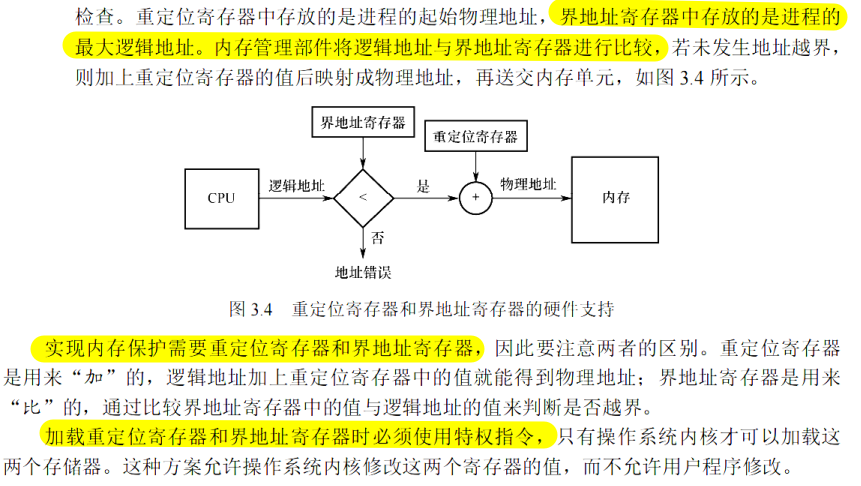 检查。重定位寄存器中存放的是进程的起始物理地址，界地址寄存器中存放的是进程的
最大逻辑地址。内存管理部件将逻辑地址与界地址寄存器进行比较，若未发生地址越界，
则加上重定位寄存器的值后映射成物理地址，再送交内存单元，如图 3.4 所示。
界地址寄存器
重定位寄存器
CPU
逻辑地址
<
是
+
物理地址
内存
否
地址错误
图 3.4 重定位寄存器和界地址寄存器的硬件支持
实现内存保护需要重定位寄存器和界地址寄存器，因此要注意两者的区别。重定位寄存器
是用来“加”的，逻辑地址加上重定位寄存器中的值就能得到物理地址；界地址寄存器是用来
“比”的，通过比较界地址寄存器中的值与逻辑地址的值来判断是否越界。
加载重定位寄存器和界地址寄存器时必须使用特权指令，只有操作系统内核才可以加载这
两个存储器。这种方案允许操作系统内核修改这两个寄存器的值，而不允许用户程序修改。